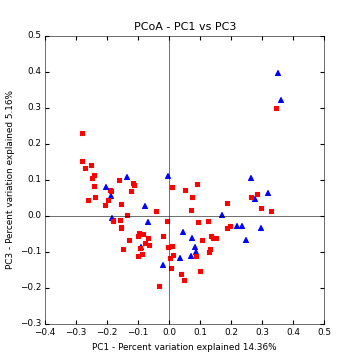 PCoA - PC1 vs PC3
0.5
0.4
0.3
0.2
0.1
0.0
−0.1
−0.2
−0.3
PC3 - Percent variation explained 5.16%
−0.4 −0.3 −0.2 −0.1 0.0 0.1 0.2 0.3 0.4 0.5
PC1 - Percent variation explained 14.36%